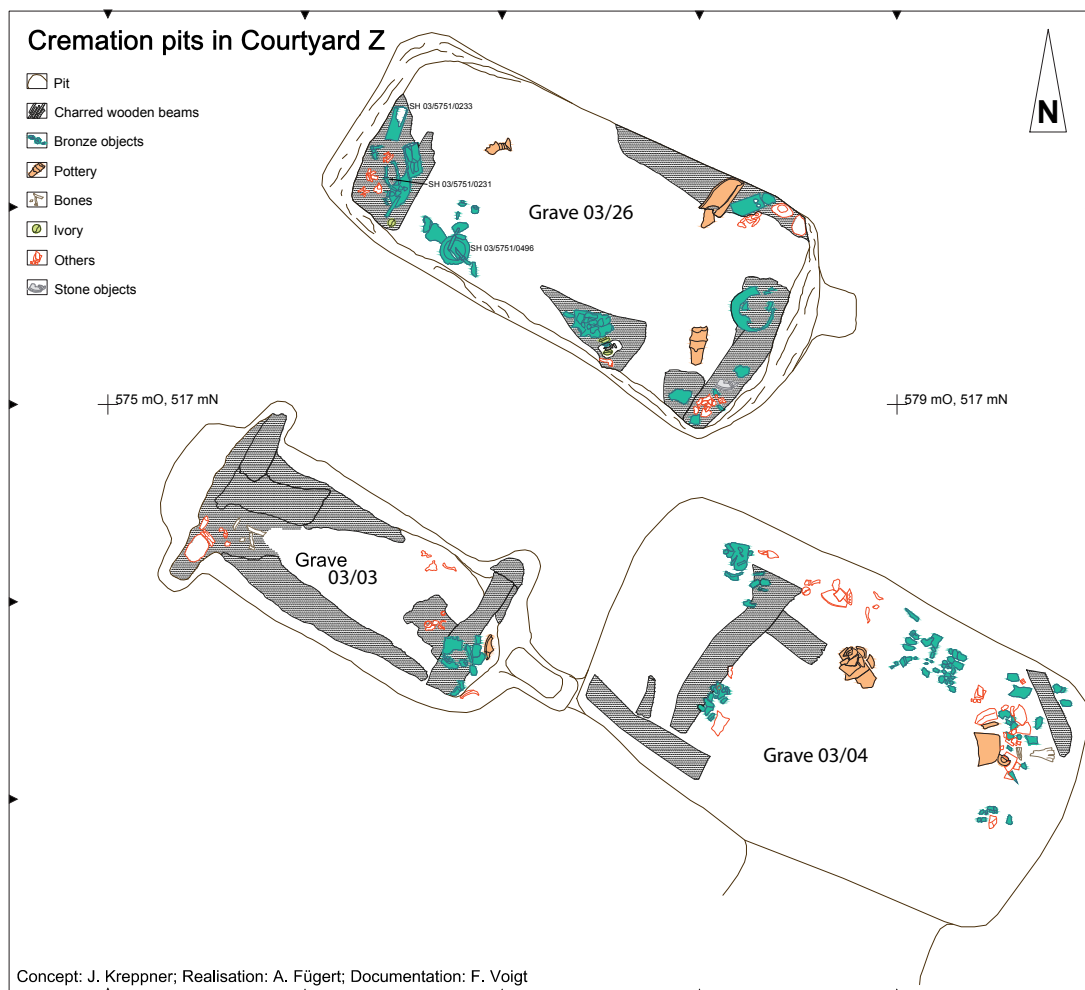 Cremation pits in Courtyard Z
Pit
Charred wooden beams
Bronze objects
Pottery
Bones
Ivory
Others
Stone objects
N
SH 03/5751/0233
SH 03/5751/0231
Grave 03/26
SH 03/5751/0496
575 mO, 517 mN
579 mO, 517 mN
Grave
03/03
Grave 03/04
Concept: J. Kreppner; Realisation: A. Fügert; Documentation: F. Voigt